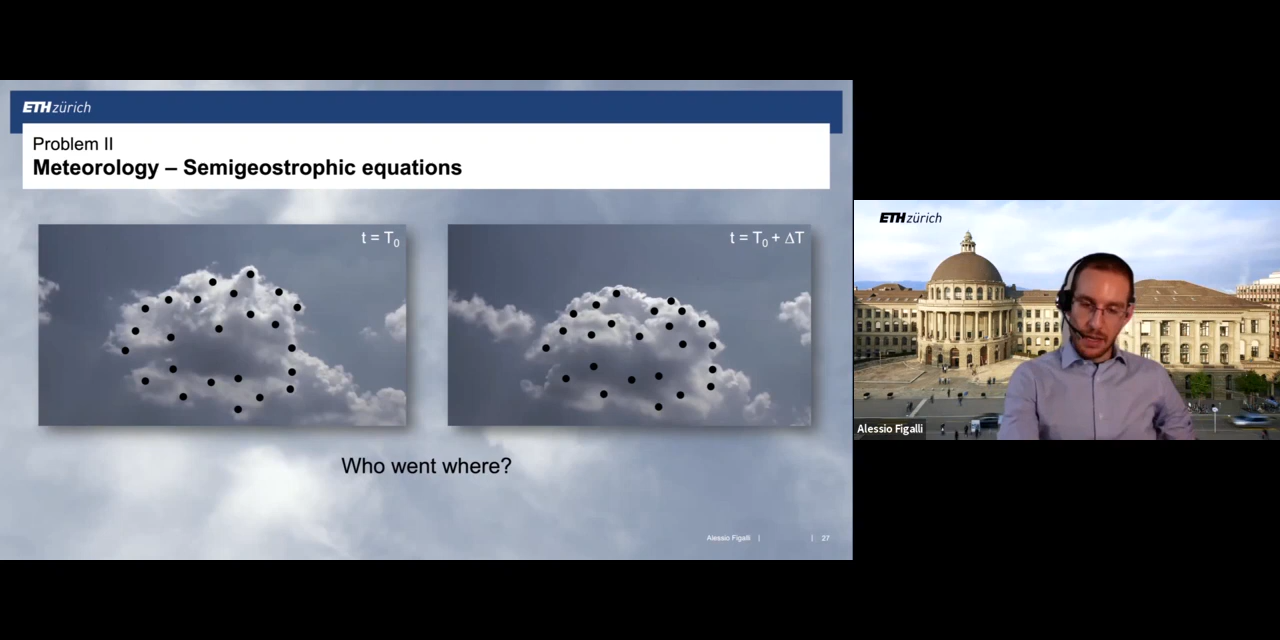 ETH zürich
Problem II
Meteorology – Semigeostrophic equations
t = T₀
t = T₀ + ΔT
Who went where?
Alessio Figalli | | 27
ETH zürich
Alessio Figalli